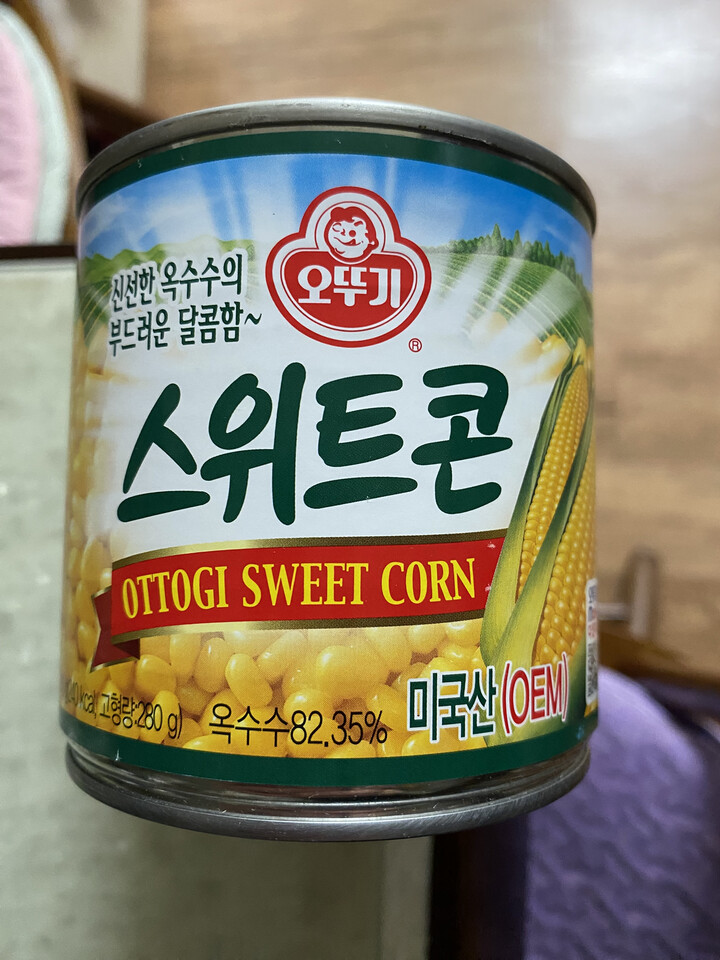 오뚜기
®
신선한 옥수수의
부드러운 달콤함~
스위트콘
OTTOGI SWEET CORN
kcal, 고형량:280 g) 옥수수82.35% 미국산(OEM)